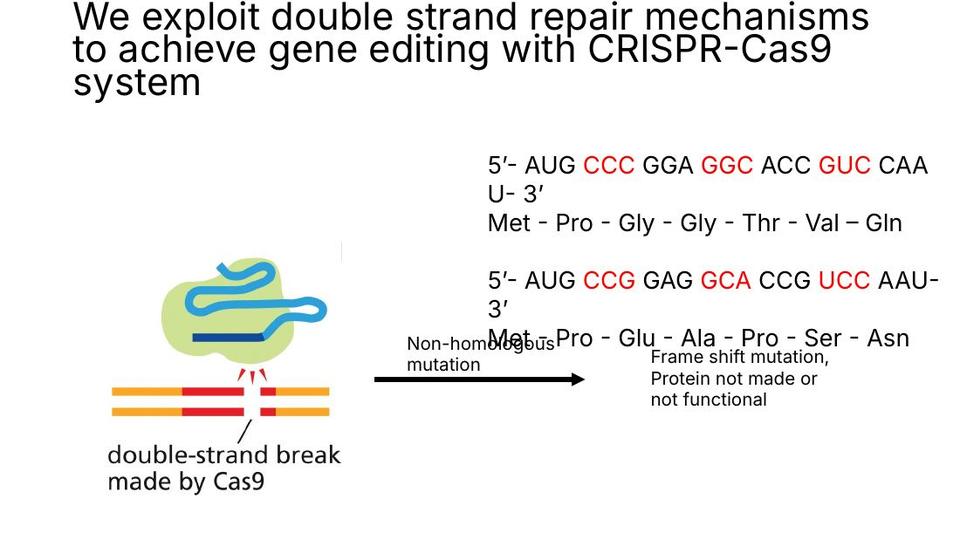 We exploit double strand repair mechanisms
to achieve gene editing with CRISPR-Cas9
system
5′- AUG CCC GGA GGC ACC GUC CAA
U- 3′
Met - Pro - Gly - Gly - Thr - Val – Gln
5′- AUG CCG GAG GCA CCG UCC AAU-
3′
Met - Pro - Glu - Ala - Pro - Ser - Asn
Non-homologous
mutation
Frame shift mutation,
Protein not made or
not functional
double-strand break
made by Cas9